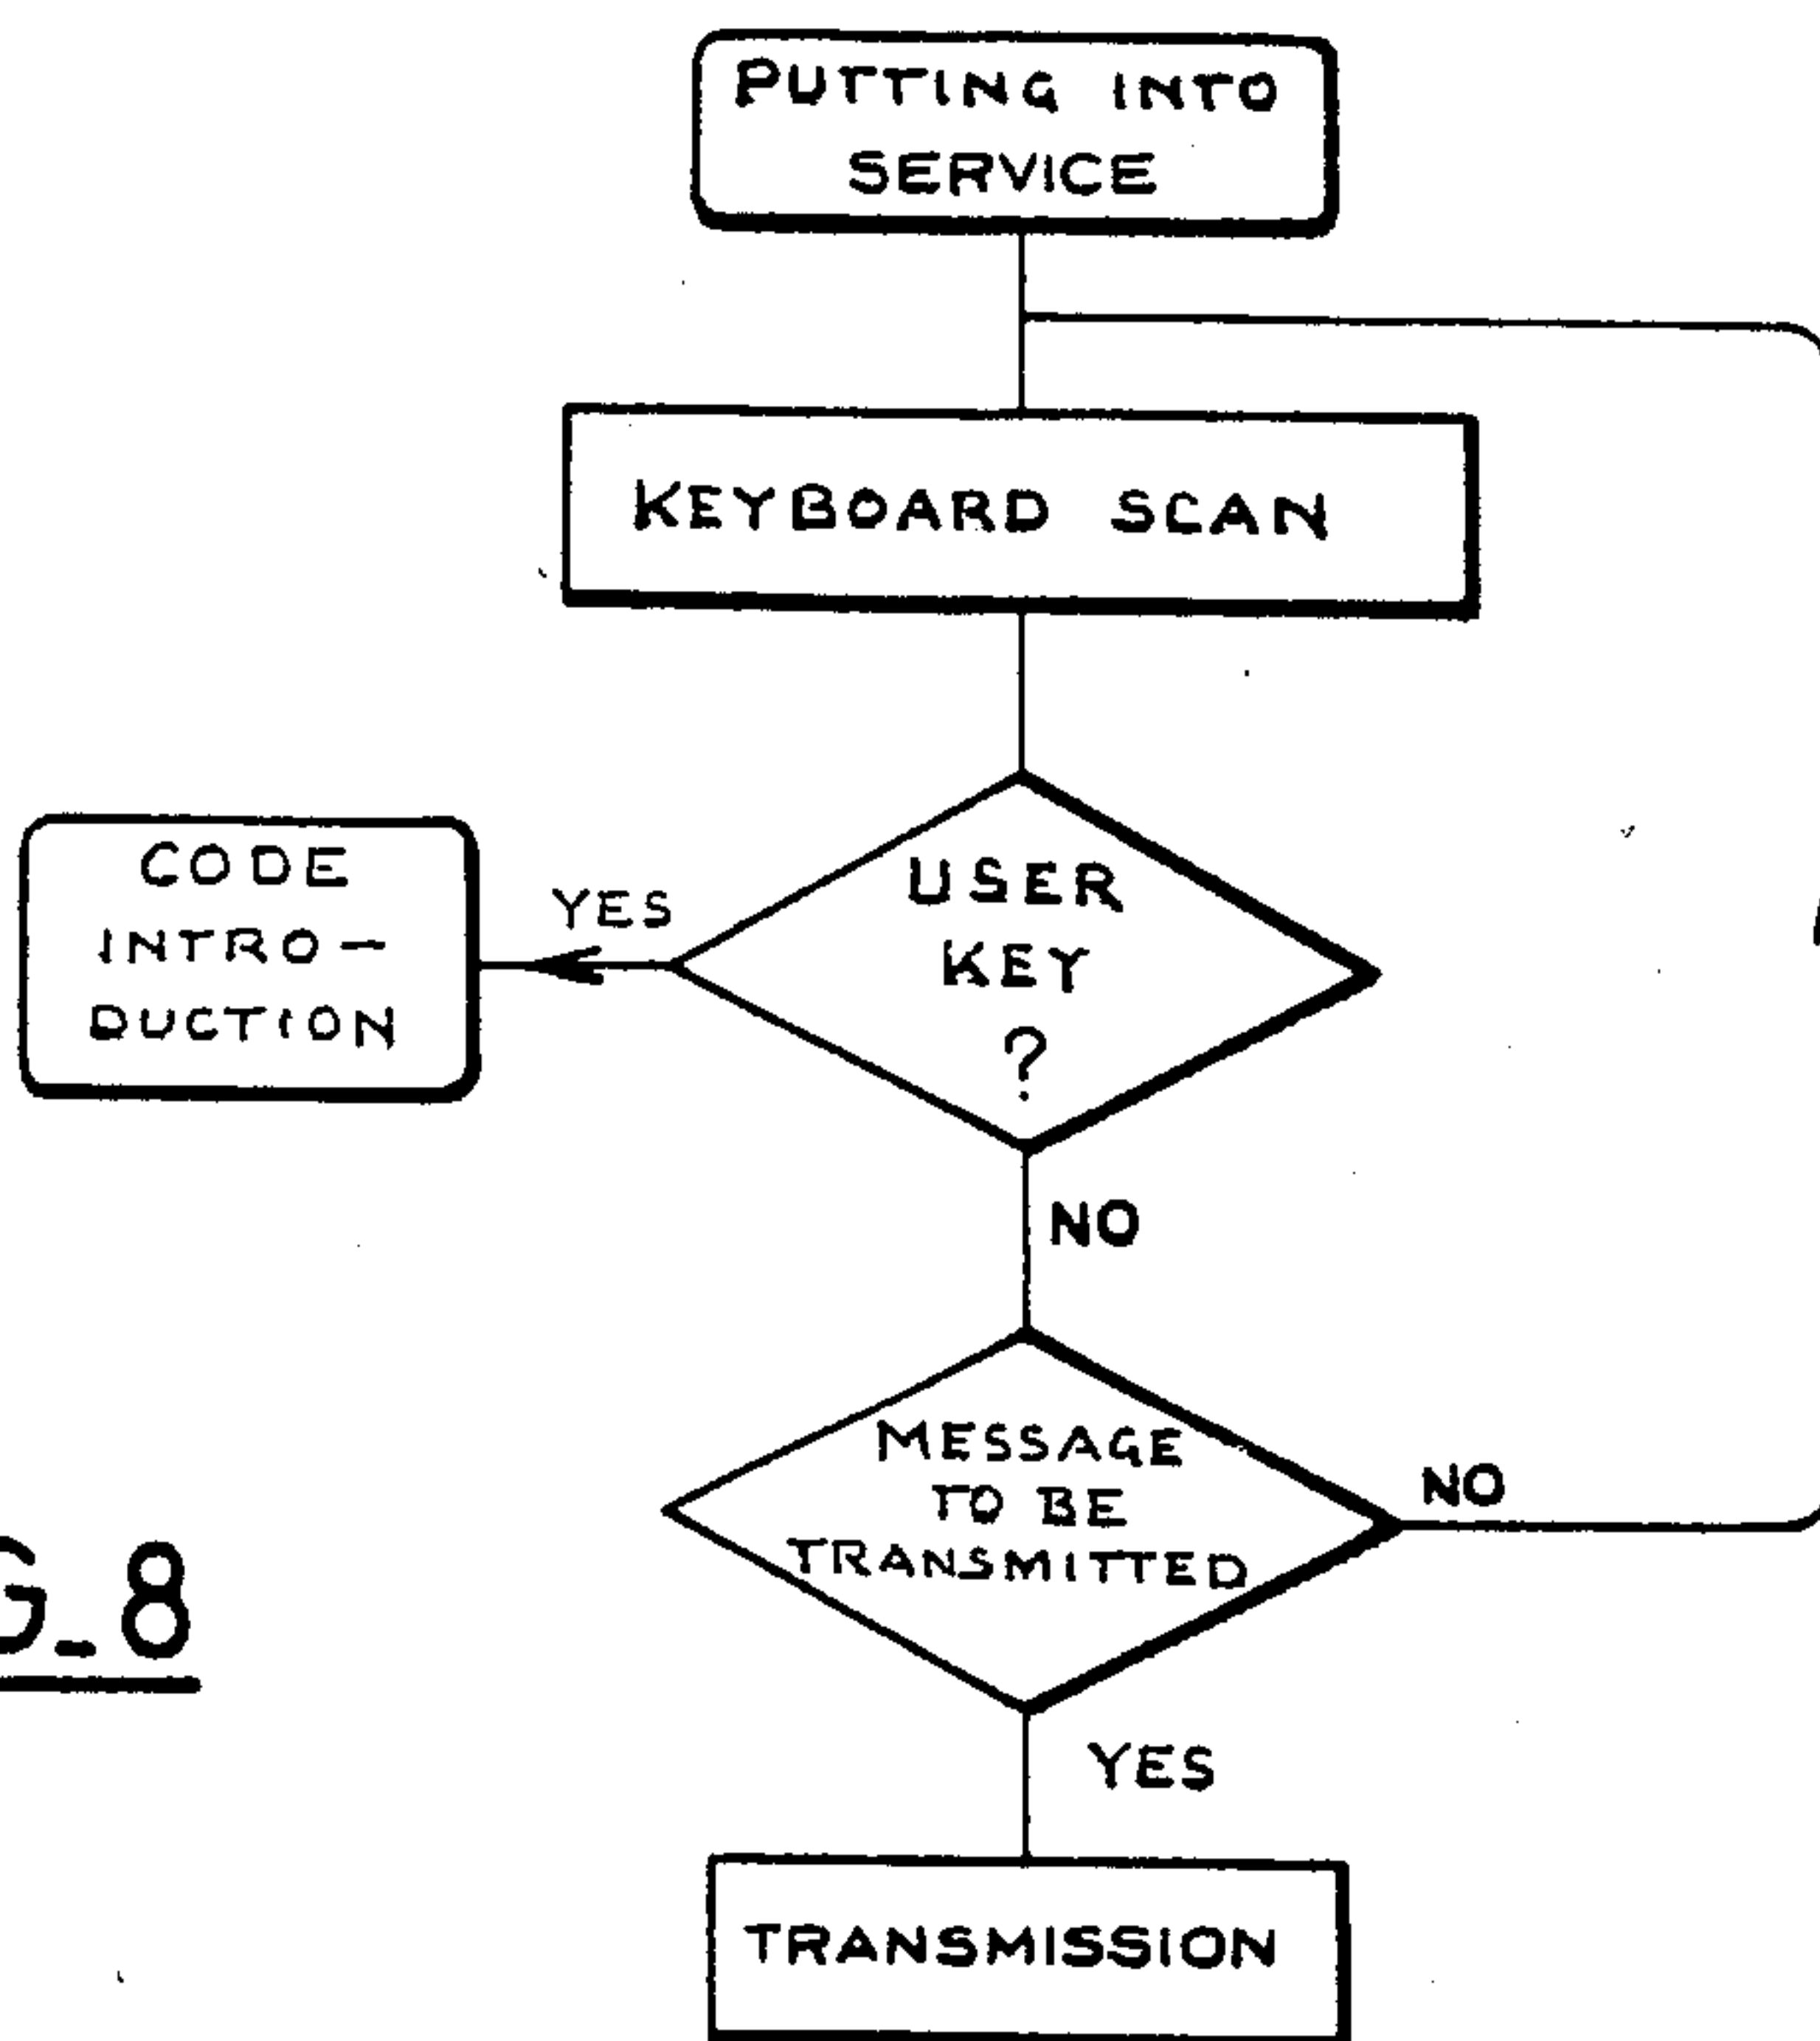 PUTTING INTO
SERVICE
KEYBOARD SCAN
CODE
INTRO-
DUCTION
YES
USER
KEY
?
NO
MESSAGE
TO BE
TRANSMITTED
NO
G_8
YES
TRANSMISSION